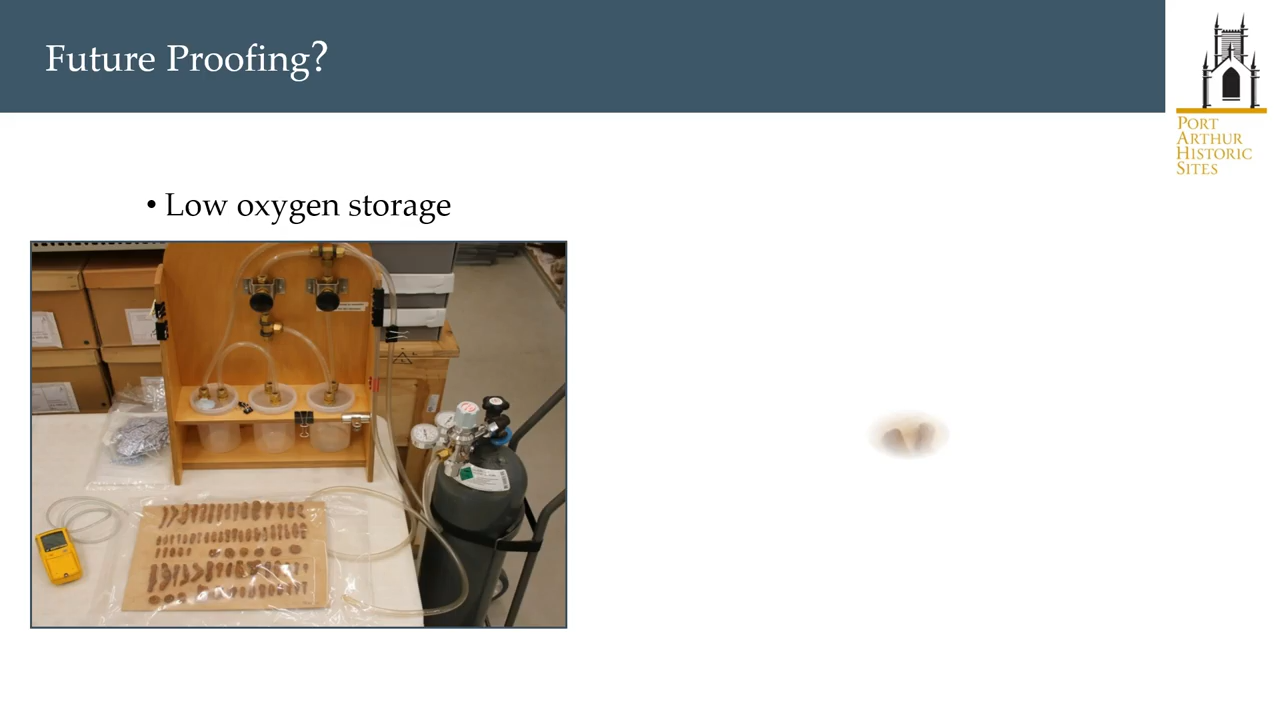 Future Proofing?
PORT
ARTHUR
HISTORIC
SITES
• Low oxygen storage